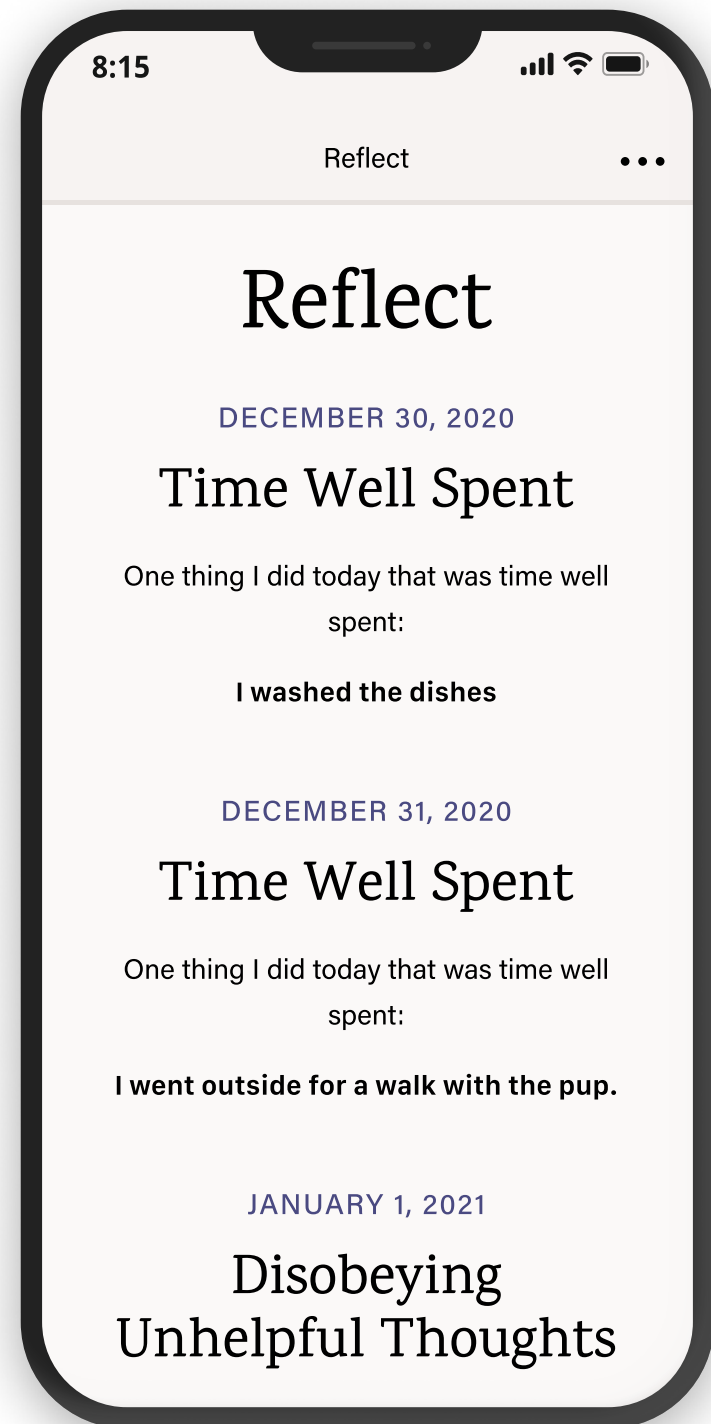 8:15
Reflect
Reflect
DECEMBER 30, 2020
Time Well Spent
One thing I did today that was time well
spent:
I washed the dishes
DECEMBER 31, 2020
Time Well Spent
One thing I did today that was time well
spent:
I went outside for a walk with the pup.
JANUARY 1, 2021
Disobeying
Unhelpful Thoughts